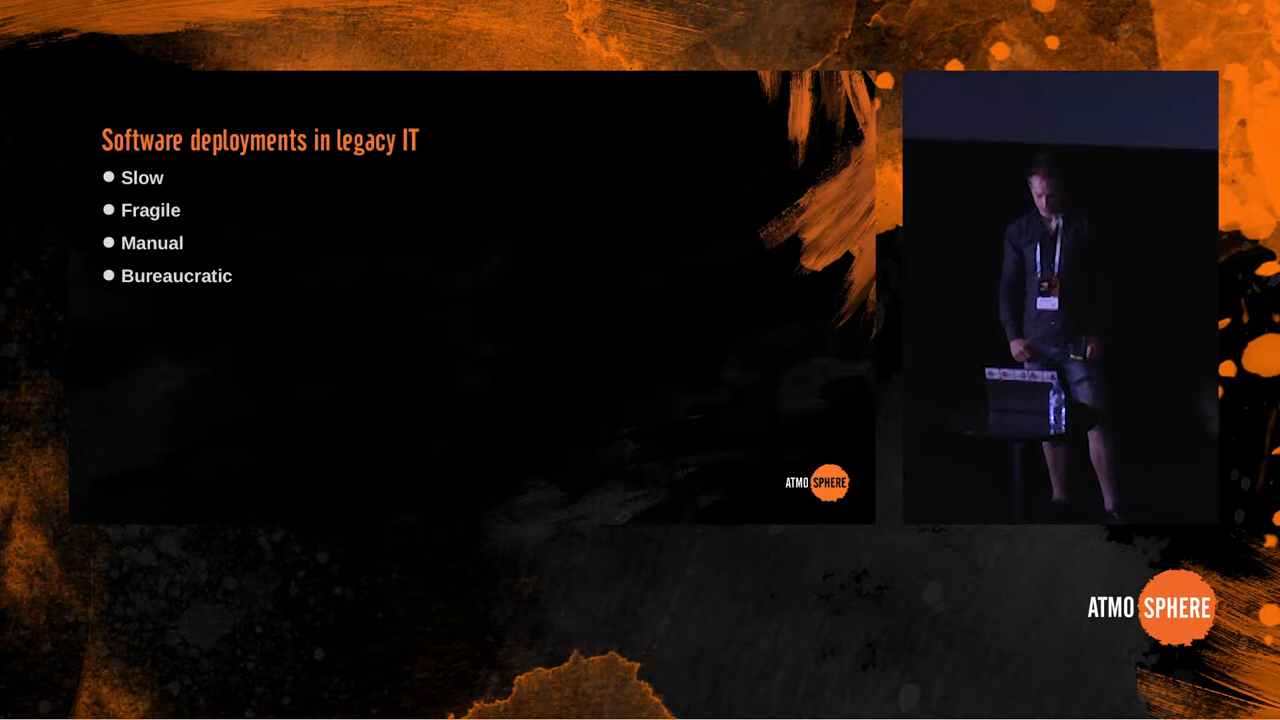 Software deployments in legacy IT
Slow
Fragile
Manual
Bureaucratic
ATMO SPHERE
ATMO SPHERE